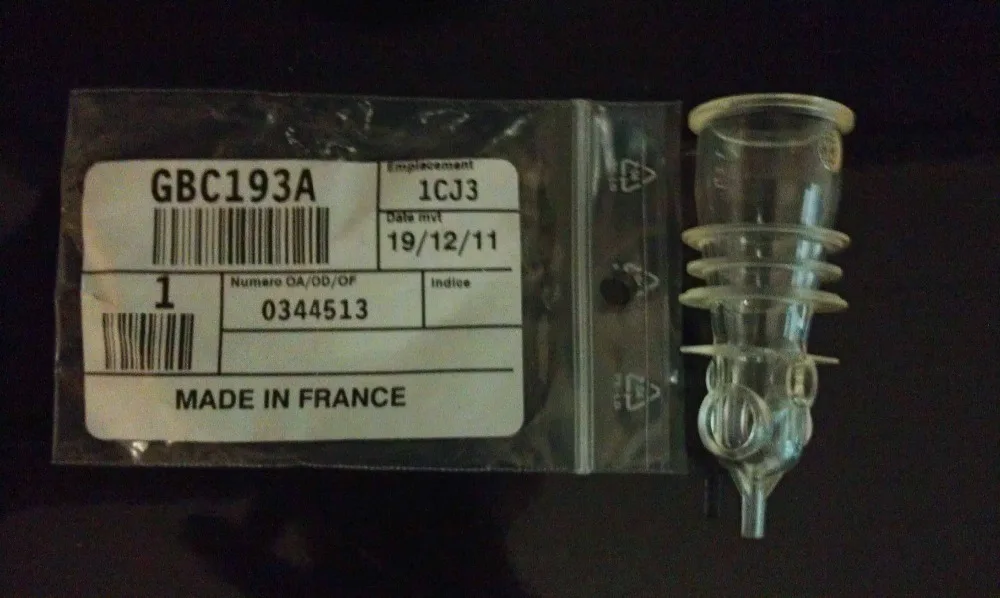 GBC193A
Emplacement
1CJ3
Date mvt
19/12/11
1
Numero OA/OD/OF
0344513
Indice
MADE IN FRANCE